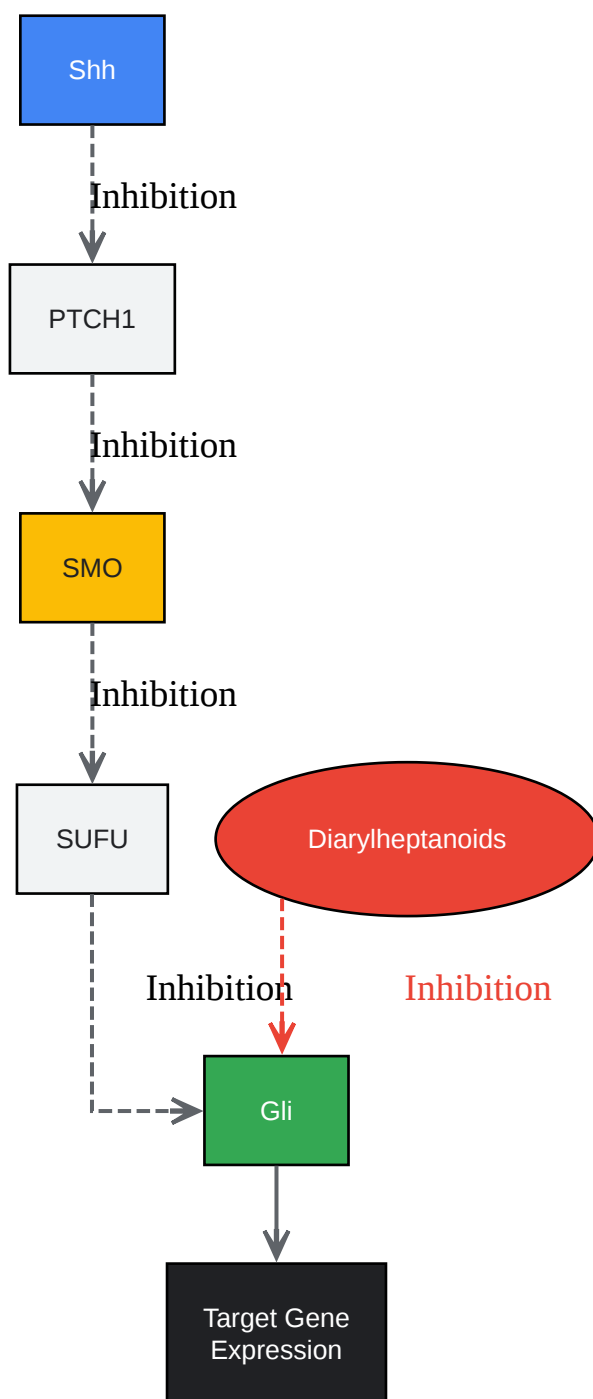 Shh
Inhibition
PTCH1
Inhibition
SMO
Inhibition
SUFU
Diarylheptanoids
Inhibition
Inhibition
Gli
Target Gene
Expression